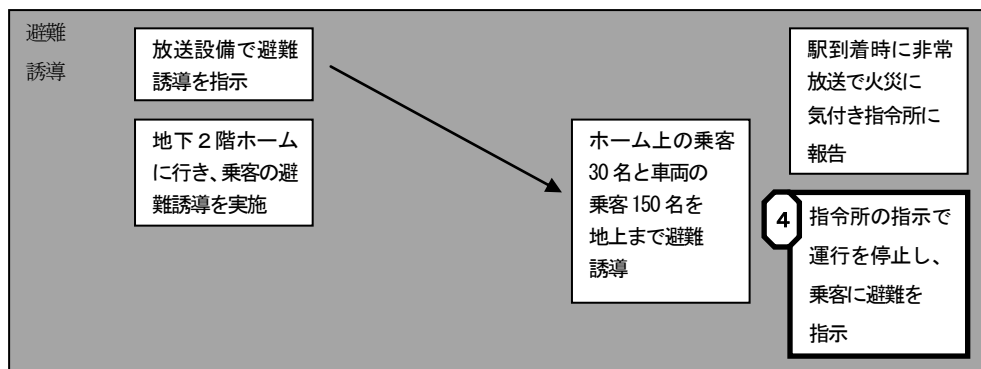 避難
誘導
放送設備で避難
誘導を指示
地下２階ホーム
に行き、乗客の避
難誘導を実施
ホーム上の乗客
30名と車両の
乗客150名を
地上まで避難
誘導
駅到着時に非常
放送で火災に
気付き指令所に
報告
4
指令所の指示で
運行を停止し、
乗客に避難を
指示